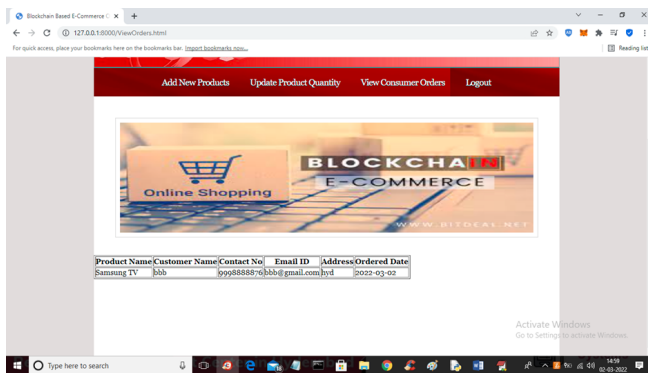 Blockchain Based E-Commerce C
127.0.0.1:8000/ViewOrders.html
For quick access, place your bookmarks here on the bookmarks bar. Import bookmarks now...
Reading list
Add New Products Update Product Quantity View Consumer Orders Logout
BLOCKCHAIN
E-COMMERCE
Online Shopping
WWW.BITDEAL.NET
Product Name Customer Name Contact No Email ID Address Ordered Date
Samsung TV bbb 9998888876 bbb@gmail.com hyd 2022-03-02
Activate Windows
Go to Settings to activate Windows.
Type here to search
14:59
02-03-2022